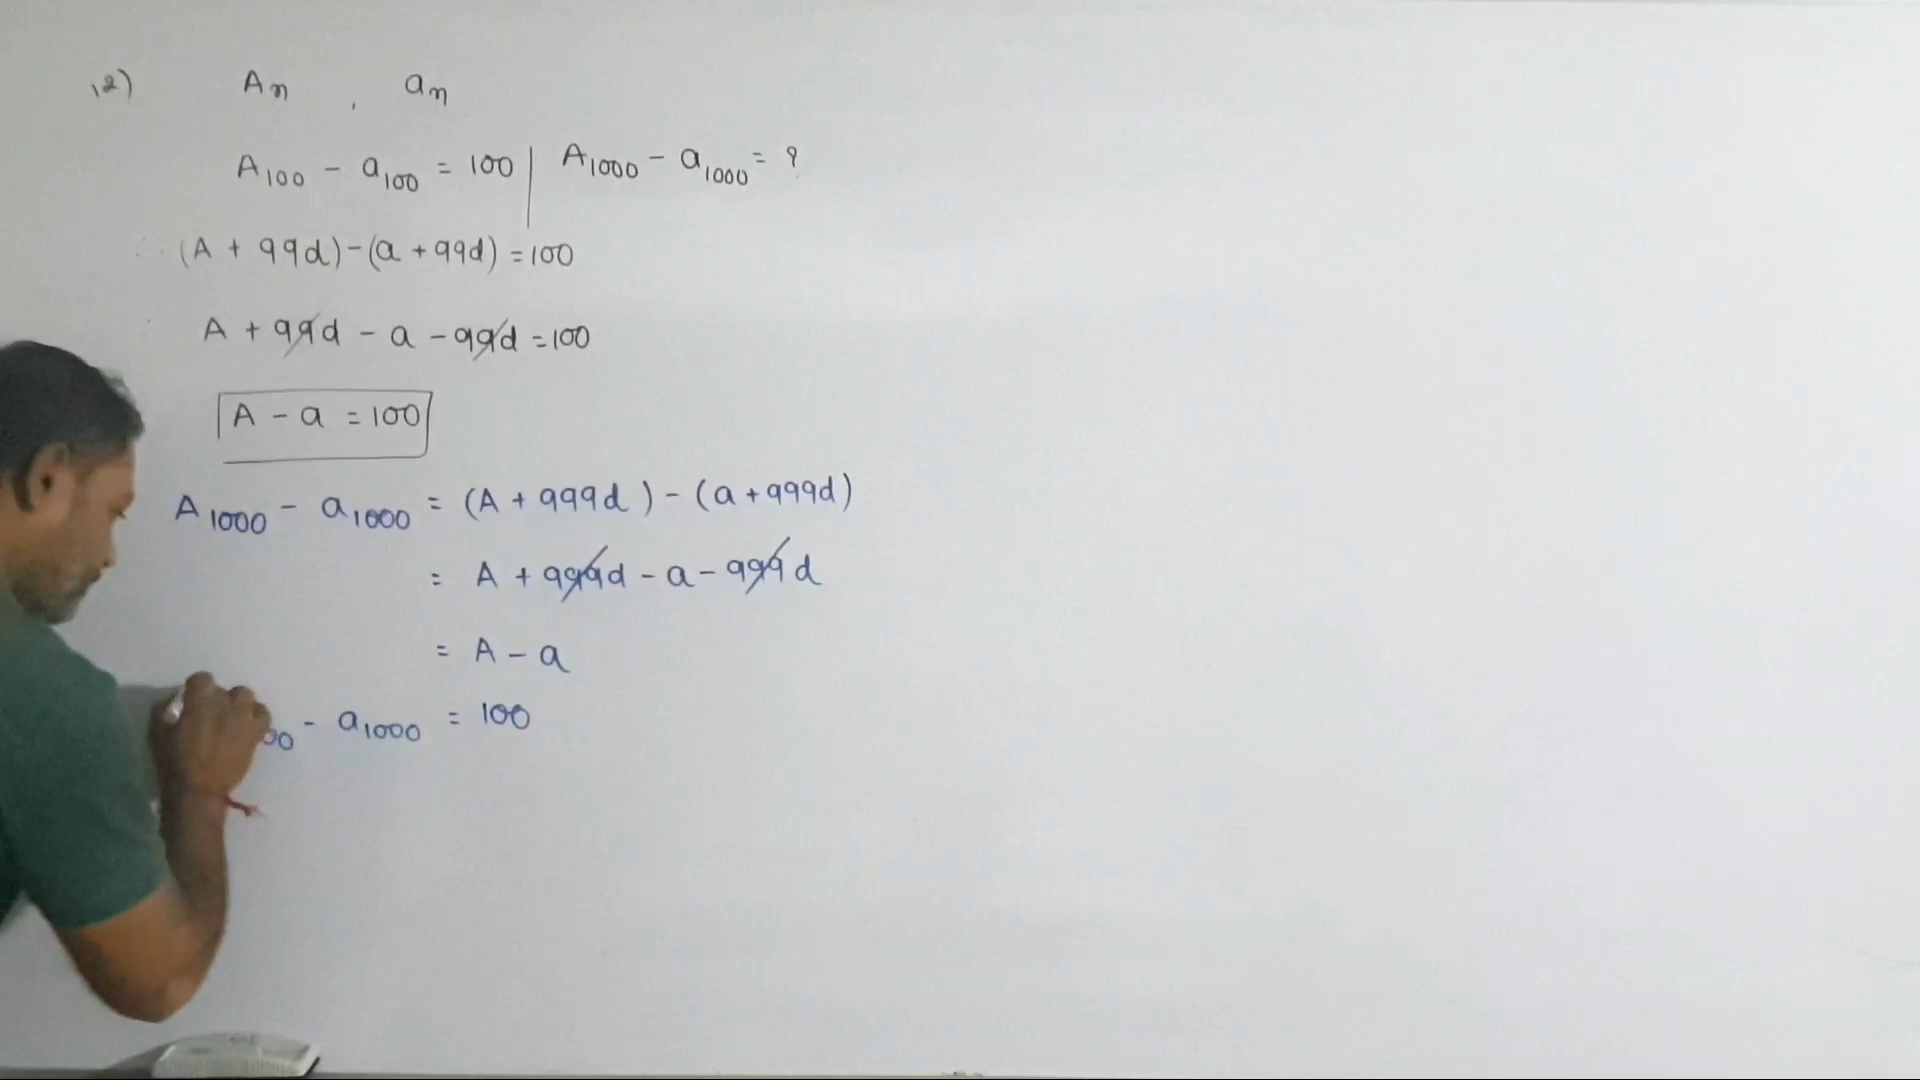 12) Aₙ , aₙ
A₁₀₀ - a₁₀₀ = 100 | A₁₀₀₀ - a₁₀₀₀ = ?
(A + 99d) - (a + 99d) = 100
A + 99d - a - 99d = 100
A - a = 100
A₁₀₀₀ - a₁₀₀₀ = (A + 999d) - (a + 999d)
= A + 999d - a - 999d
= A - a
₀₀ - a₁₀₀₀ = 100